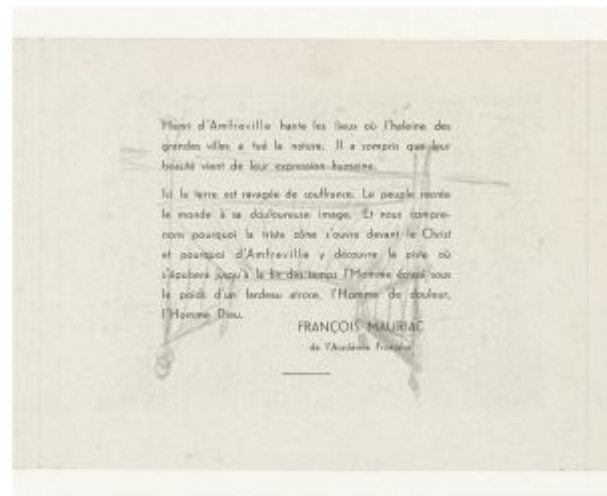 Henri d'Amfreville hante les lieux où l'haleine des
grandes villes a tué la nature. Il a compris que leur
beauté vient de leur expression humaine.
Ici la terre est ravagée de souffrance. Le peuple recrée
le monde à sa douloureuse image. Et nous compre-
nons pourquoi la triste zône s'ouvre devant le Christ
et pourquoi d'Amfreville y découvre la piste où
s'épuisera jusqu'à la fin des temps l'Homme écrasé sous
le poids d'un fardeau atroce, l'Homme de douleur,
l'Homme Dieu.
FRANÇOIS MAURIAC
de l'Académie Française